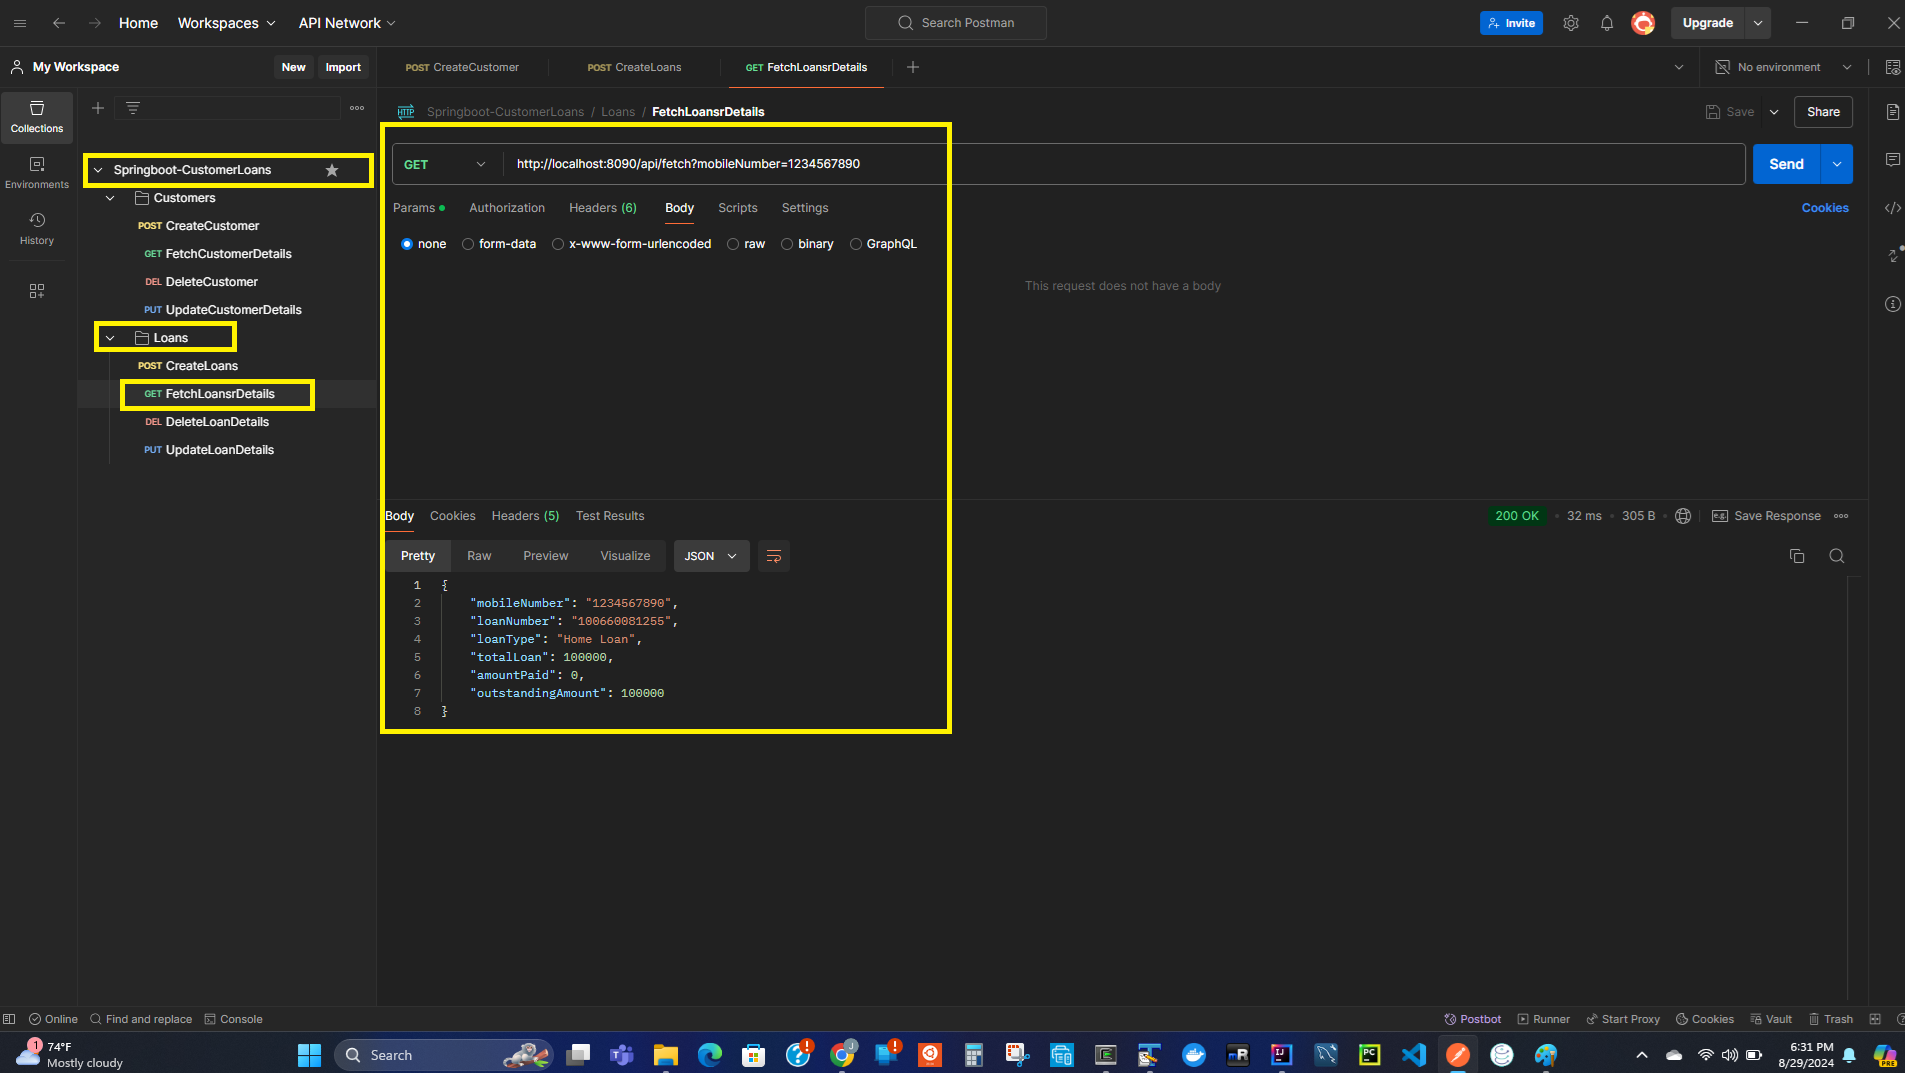 Home
Workspaces
API Network
Search Postman
Invite
Upgrade
My Workspace
New
Import
POST CreateCustomer
POST CreateLoans
GET FetchLoansrDetails
No environment
Collections
Environments
History
Springboot-CustomerLoans
Customers
POST CreateCustomer
GET FetchCustomerDetails
DEL DeleteCustomer
PUT UpdateCustomerDetails
Loans
POST CreateLoans
GET FetchLoansrDetails
DEL DeleteLoanDetails
PUT UpdateLoanDetails
HTTP Springboot-CustomerLoans / Loans / FetchLoansrDetails
Save
Share
GET
http://localhost:8090/api/fetch?mobileNumber=1234567890
Send
Params
Authorization
Headers (6)
Body
Scripts
Settings
Cookies
none
form-data
x-www-form-urlencoded
raw
binary
GraphQL
This request does not have a body
Body
Cookies
Headers (5)
Test Results
200 OK
32 ms
305 B
e.g.
Save Response
Pretty
Raw
Preview
Visualize
JSON
1 {
2 "mobileNumber": "1234567890",
3 "loanNumber": "100660081255",
4 "loanType": "Home Loan",
5 "totalLoan": 100000,
6 "amountPaid": 0,
7 "outstandingAmount": 100000
8 }
Online
Find and replace
Console
Postbot
Runner
Start Proxy
Cookies
Vault
Trash
1
74°F
Mostly cloudy
Search
J
mR
IJ
PC
6:31 PM
8/29/2024
PRE